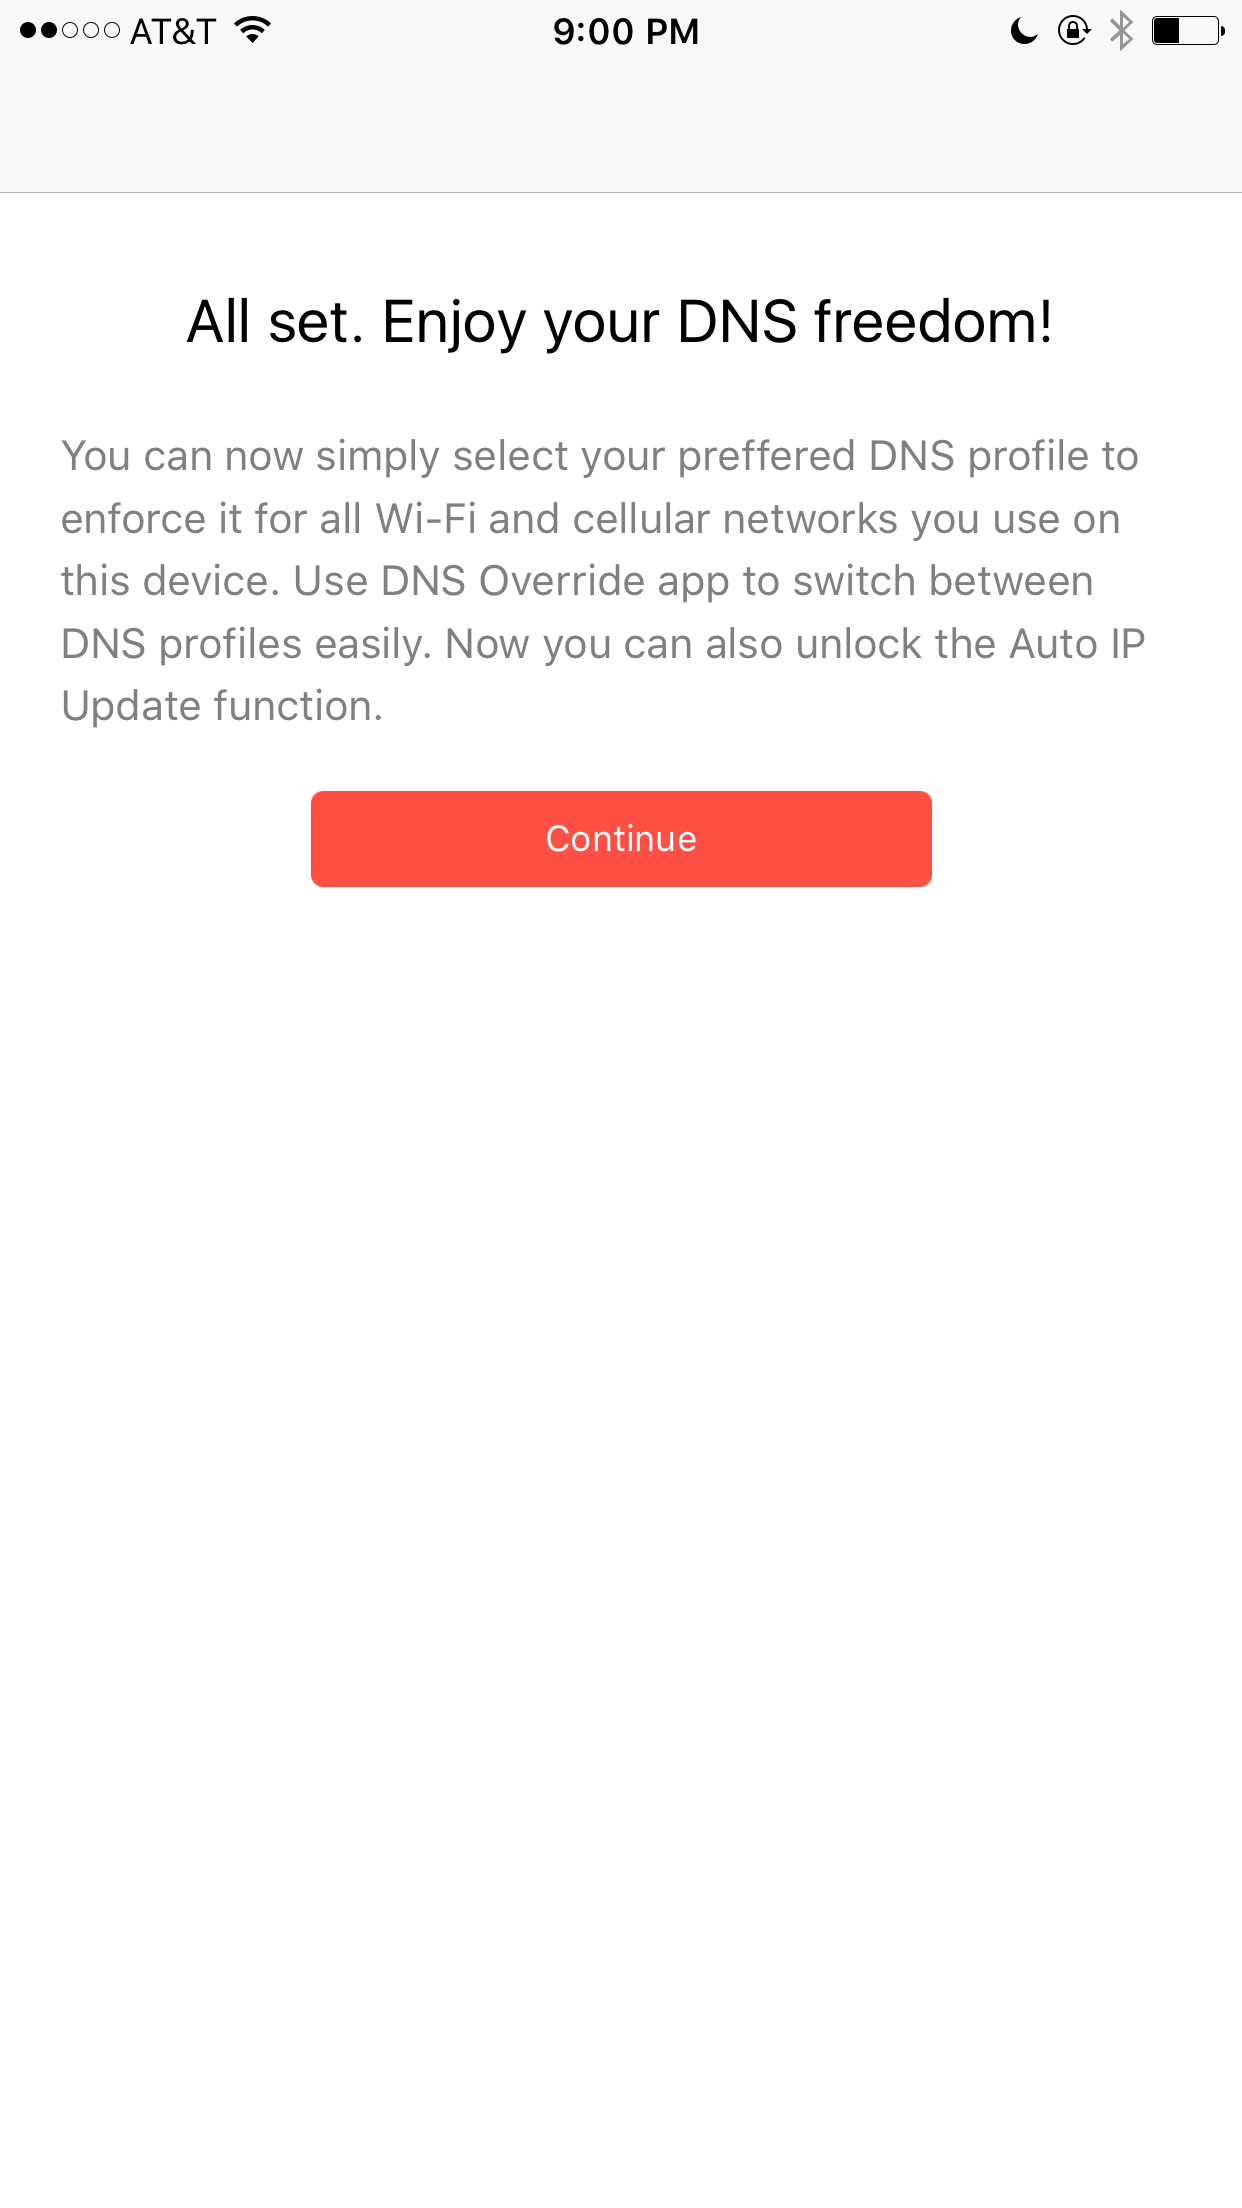 AT&T 9:00 PM
All set. Enjoy your DNS freedom!
You can now simply select your preffered DNS profile to
enforce it for all Wi-Fi and cellular networks you use on
this device. Use DNS Override app to switch between
DNS profiles easily. Now you can also unlock the Auto IP
Update function.
Continue